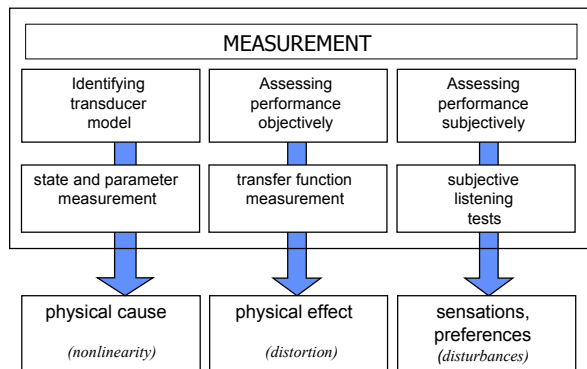 MEASUREMENT
Identifying
transducer
model
Assessing
performance
objectively
Assessing
performance
subjectively
state and parameter
measurement
transfer function
measurement
subjective
listening
tests
physical cause
(nonlinearity)
physical effect
(distortion)
sensations,
preferences
(disturbances)